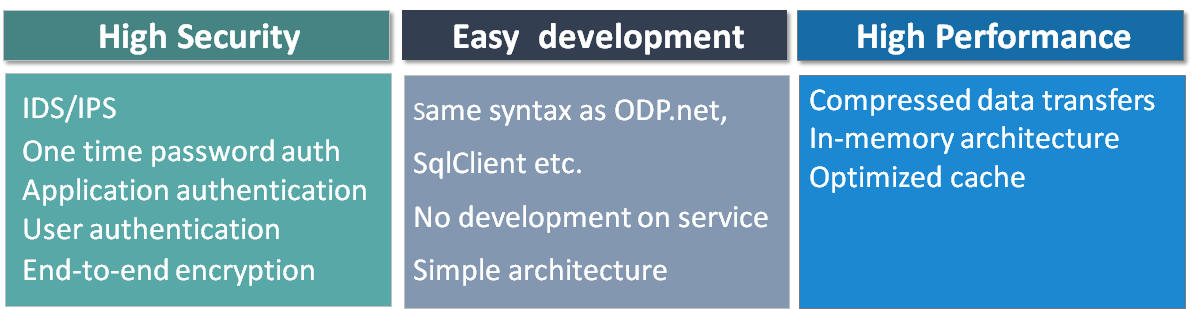 High Security
IDS/IPS
One time password auth
Application authentication
User authentication
End-to-end encryption
Easy development
Same syntax as ODP.net,
SqlClient etc.
No development on service
Simple architecture
High Performance
Compressed data transfers
In-memory architecture
Optimized cache